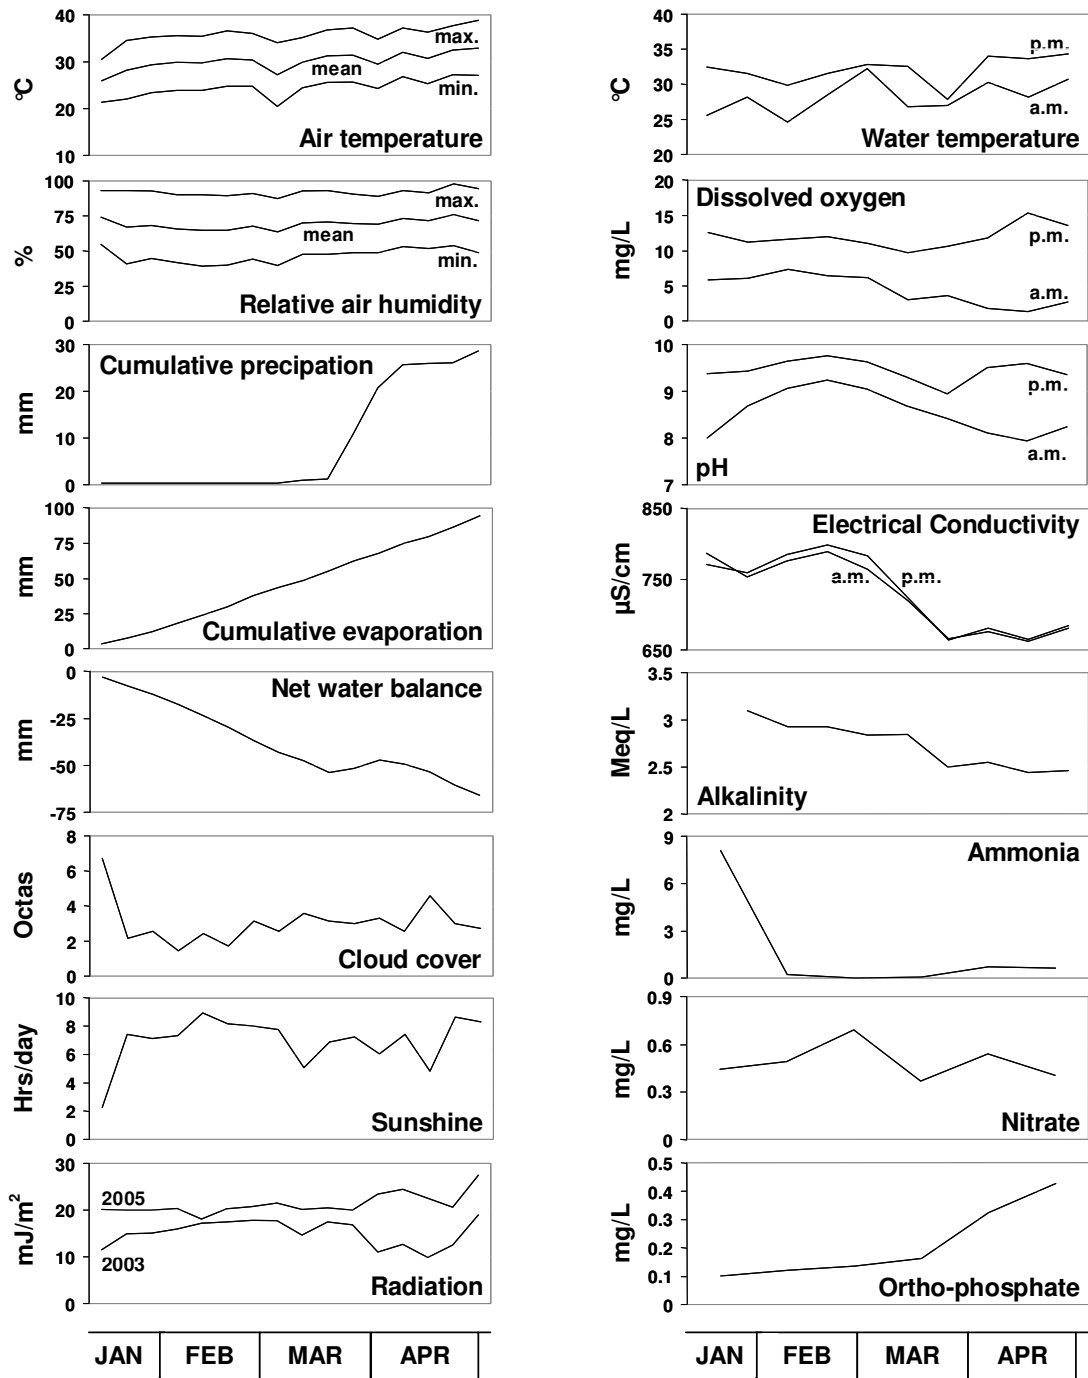 40
30
20
10
°C
max.
mean
min.
Air temperature
100
75
50
25
0
%
max.
mean
min.
Relative air humidity
30
20
10
0
mm
Cumulative precipation
100
75
50
25
0
mm
Cumulative evaporation
0
-25
-50
-75
mm
Net water balance
8
6
4
2
0
Octas
Cloud cover
10
8
6
4
2
0
Hrs/day
Sunshine
30
20
10
0
mJ/m²
2005
2003
Radiation
JAN FEB MAR APR
40
35
30
25
20
°C
p.m.
a.m.
Water temperature
20
15
10
5
0
mg/L
Dissolved oxygen
p.m.
a.m.
10
9
8
7
p.m.
a.m.
pH
850
750
650
µS/cm
Electrical Conductivity
a.m. p.m.
3.5
3
2.5
2
Meq/L
Alkalinity
9
6
3
0
mg/L
Ammonia
0.9
0.6
0.3
0
mg/L
Nitrate
0.5
0.4
0.3
0.2
0.1
0
mg/L
Ortho-phosphate
JAN FEB MAR APR